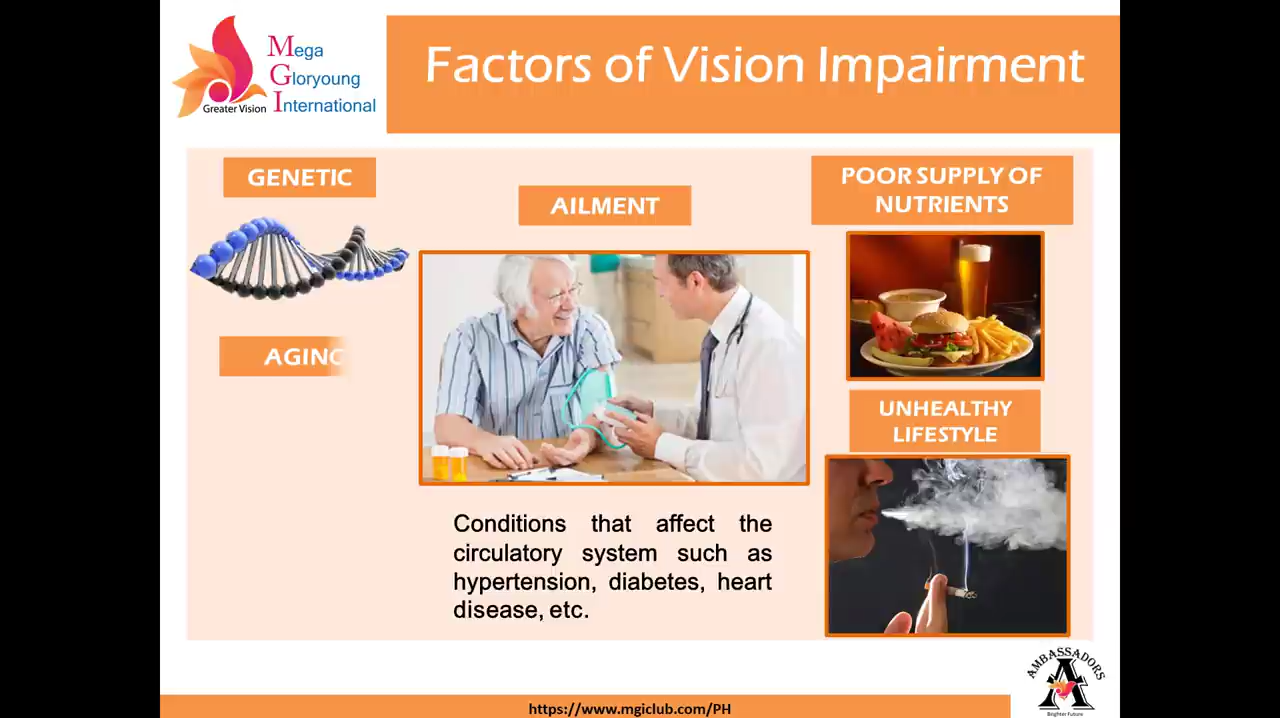 Mega
Gloryoung
International
Greater Vision
Factors of Vision Impairment
GENETIC
AGING
AILMENT
Conditions that affect the
circulatory system such as
hypertension, diabetes, heart
disease, etc.
POOR SUPPLY OF
NUTRIENTS
UNHEALTHY
LIFESTYLE
AMBASSADORS
A
Brighter Future
https://www.mgiclub.com/PH